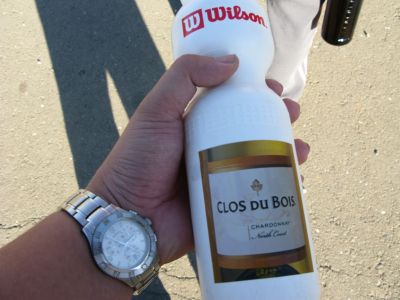 W Wilson.
CLOS DU BOIS
CHARDONNAY
North Coast